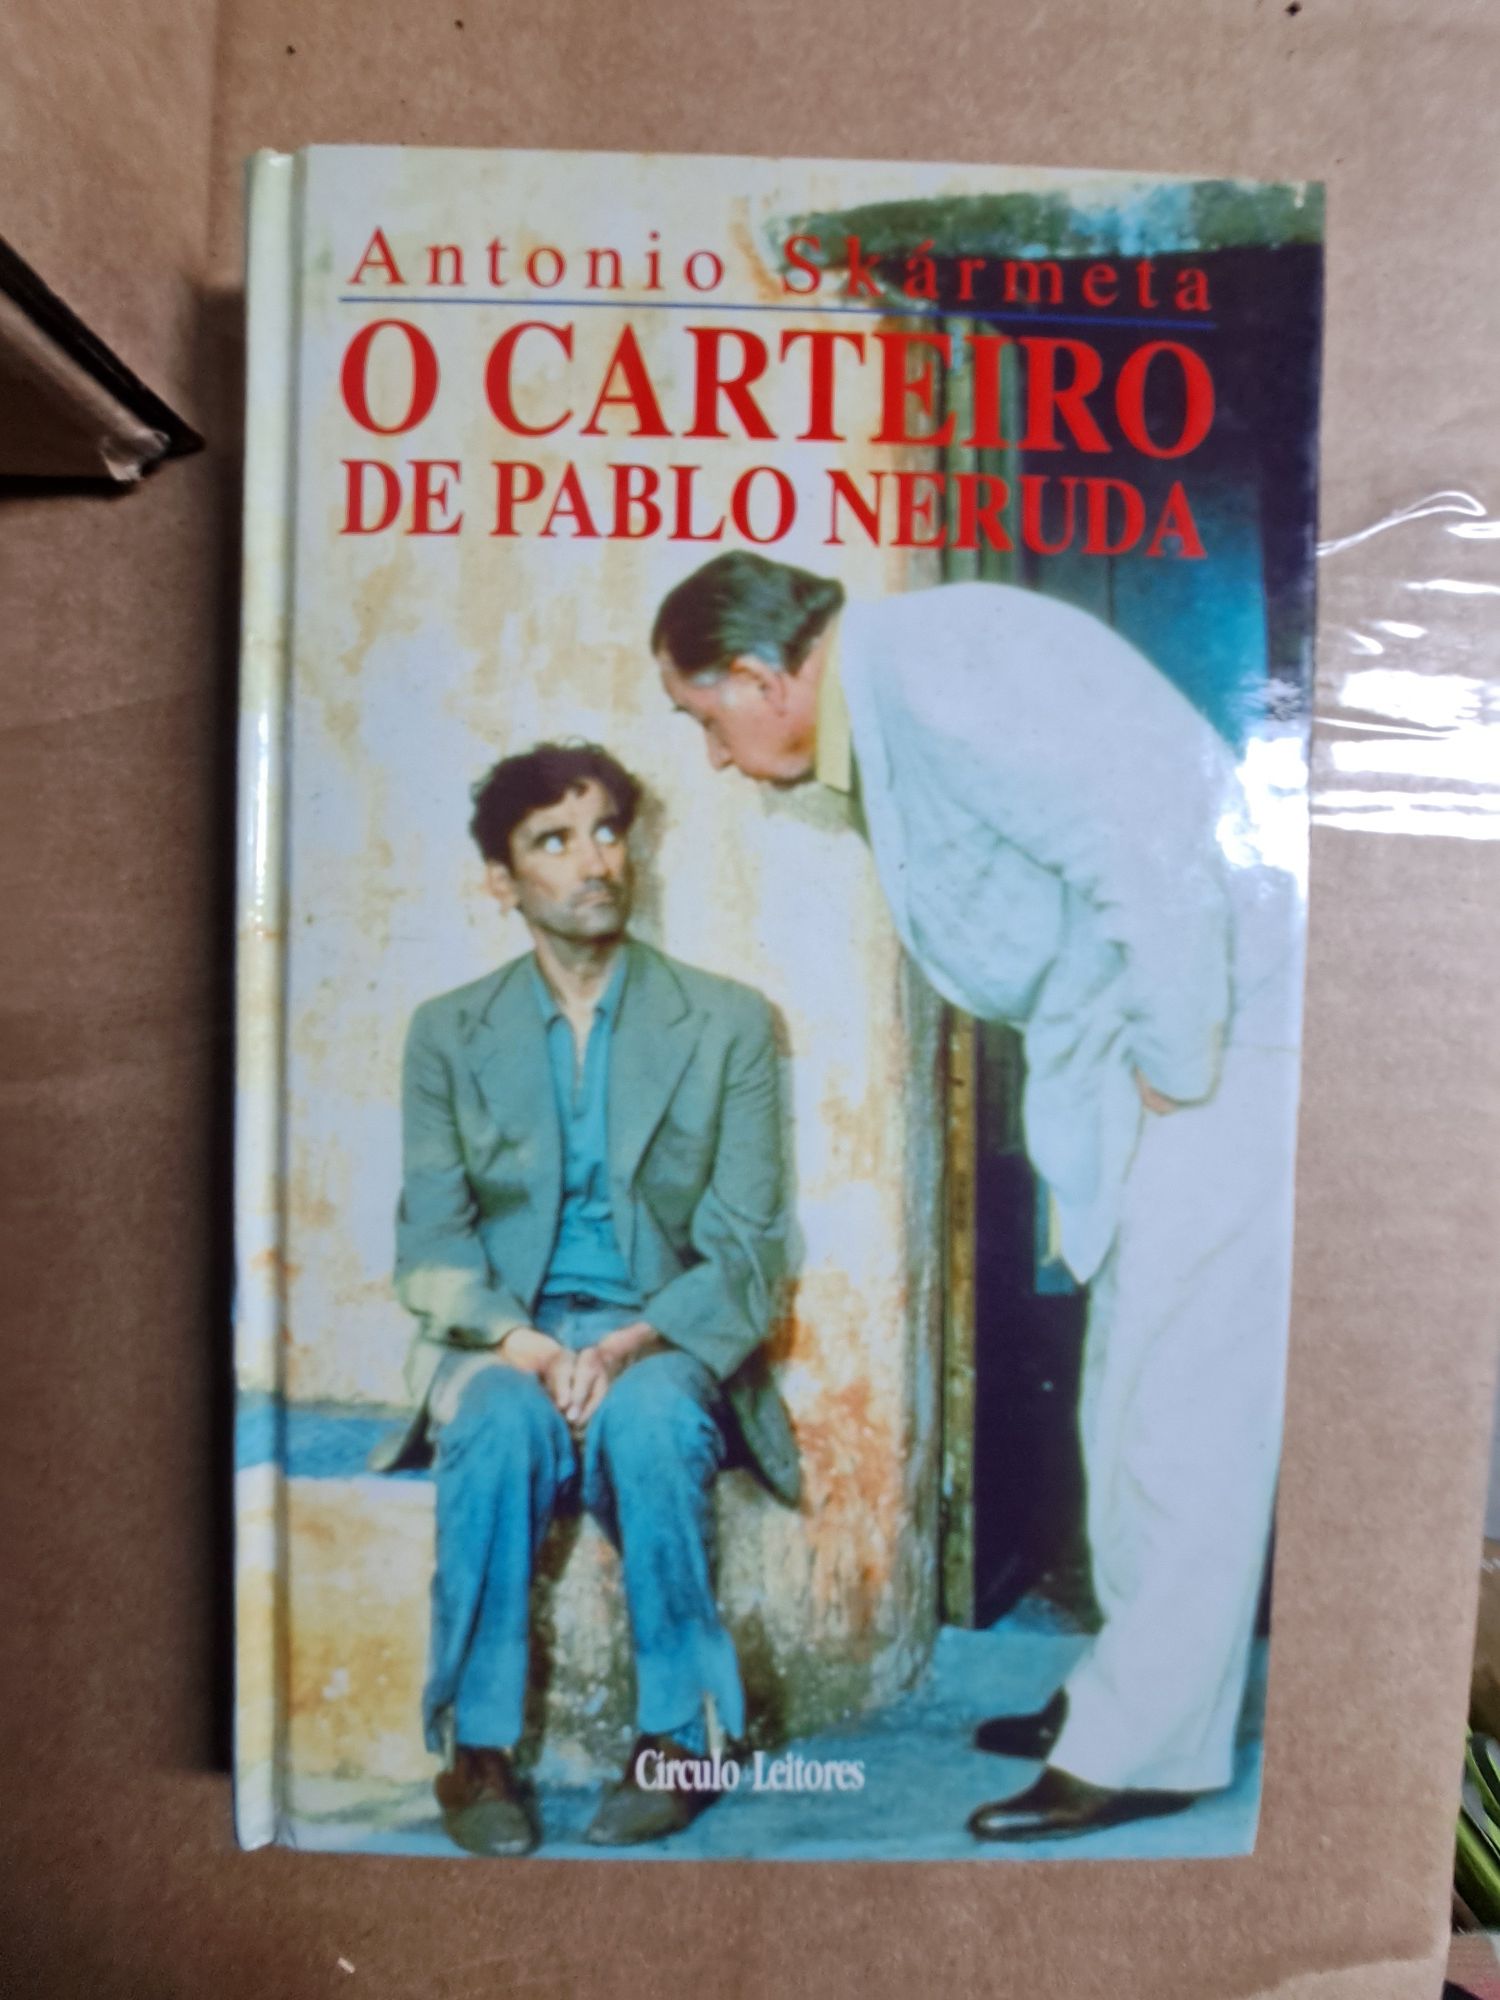 Antonio Skármeta
O CARTEIRO
DE PABLO NERUDA
Círculo Leitores